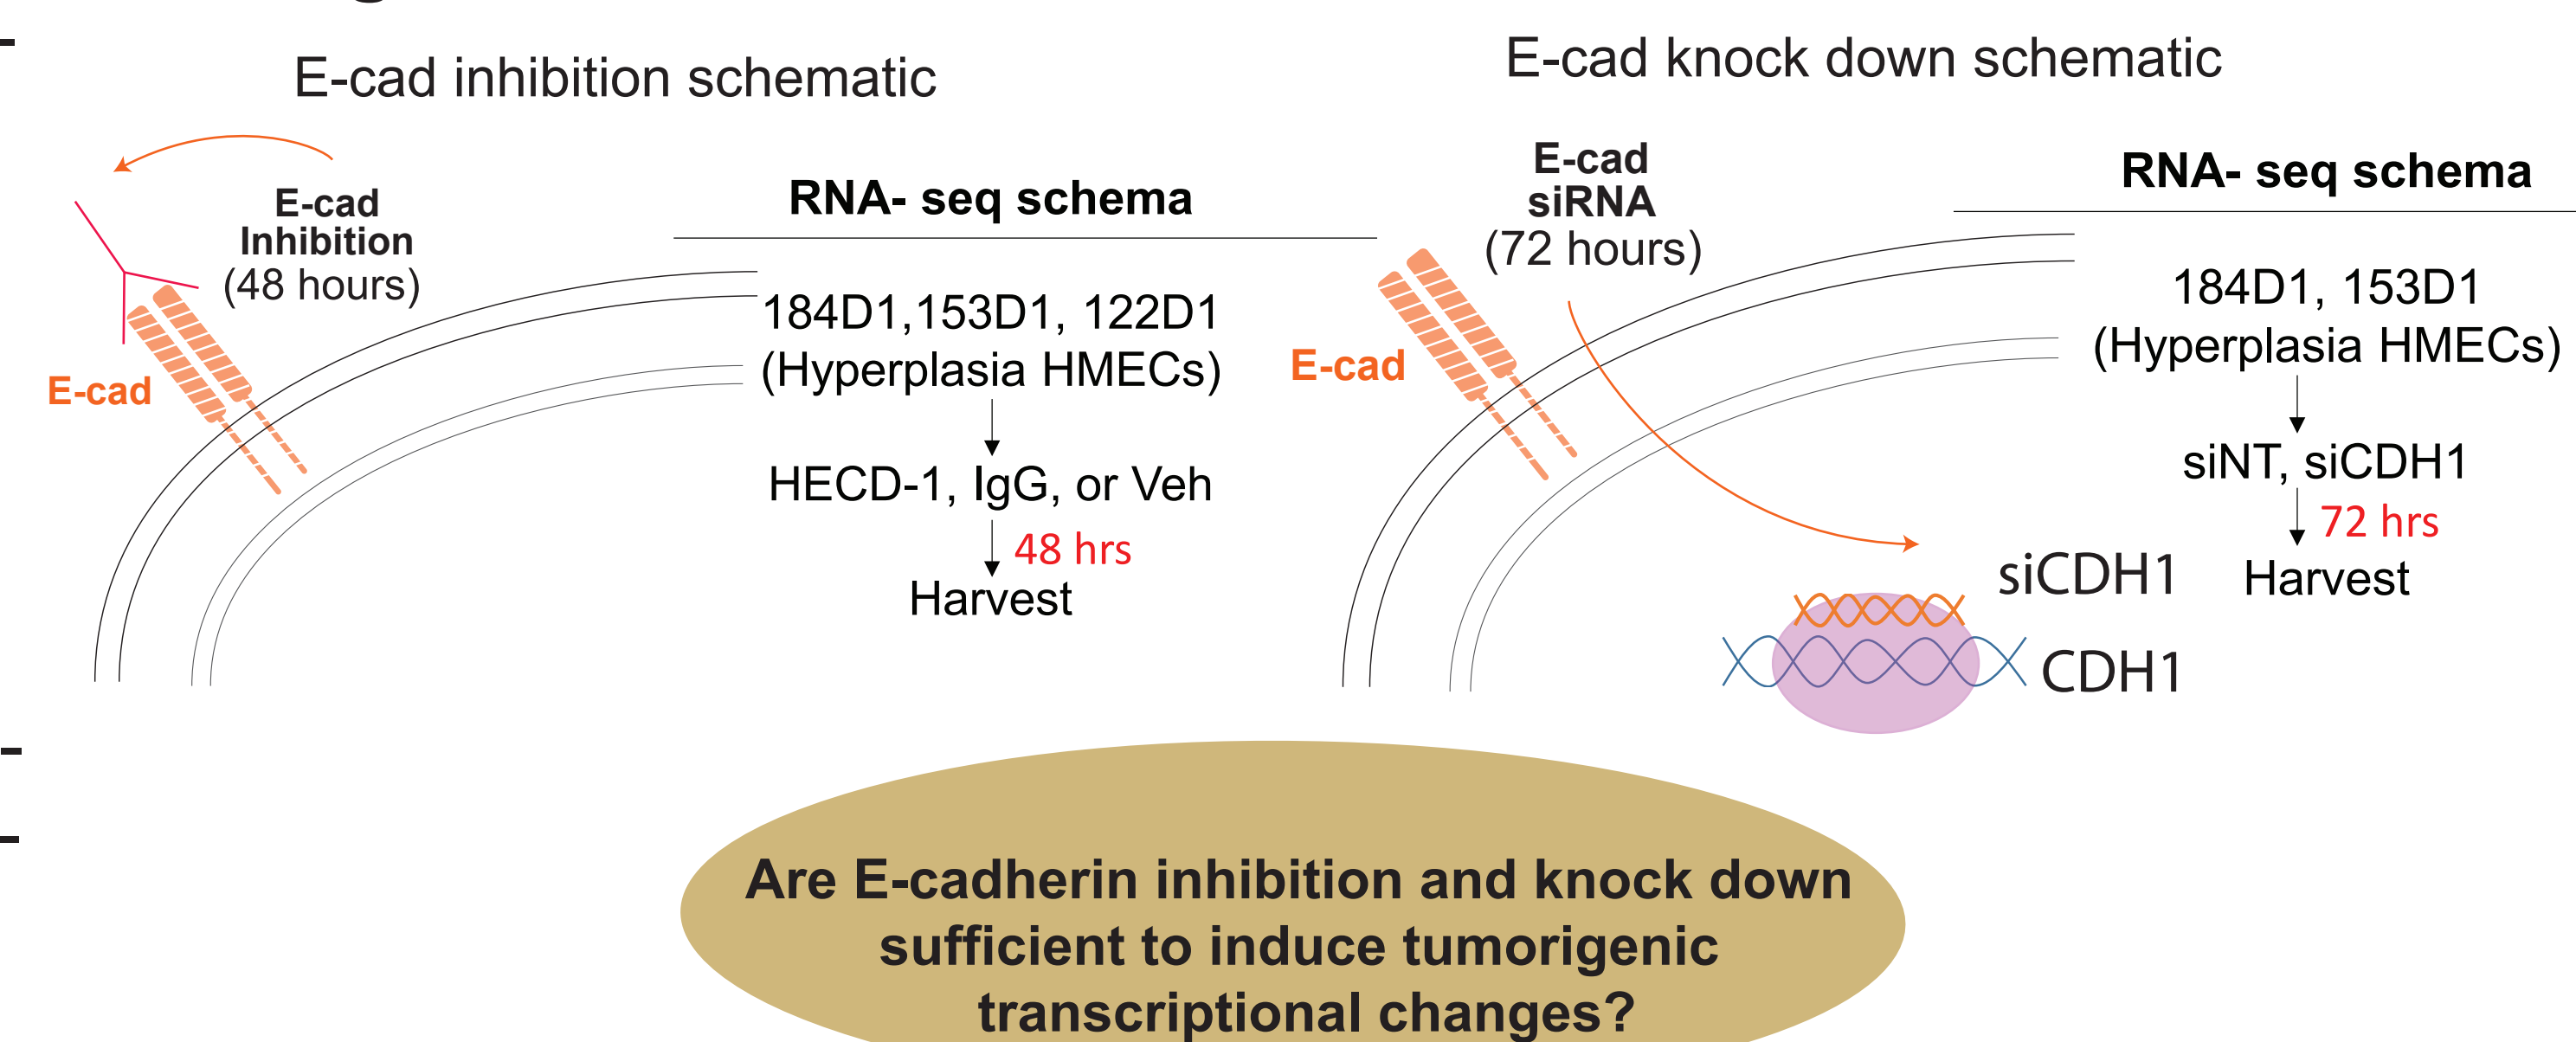 E-cad inhibition schematic
E-cad
Inhibition
(48 hours)
E-cad
RNA- seq schema
184D1,153D1, 122D1
(Hyperplasia HMECs)
HECD-1, IgG, or Veh
48 hrs
Harvest
E-cad knock down schematic
E-cad
siRNA
(72 hours)
E-cad
RNA- seq schema
184D1, 153D1
(Hyperplasia HMECs)
siNT, siCDH1
72 hrs
Harvest
siCDH1
CDH1
Are E-cadherin inhibition and knock down
sufficient to induce tumorigenic
transcriptional changes?